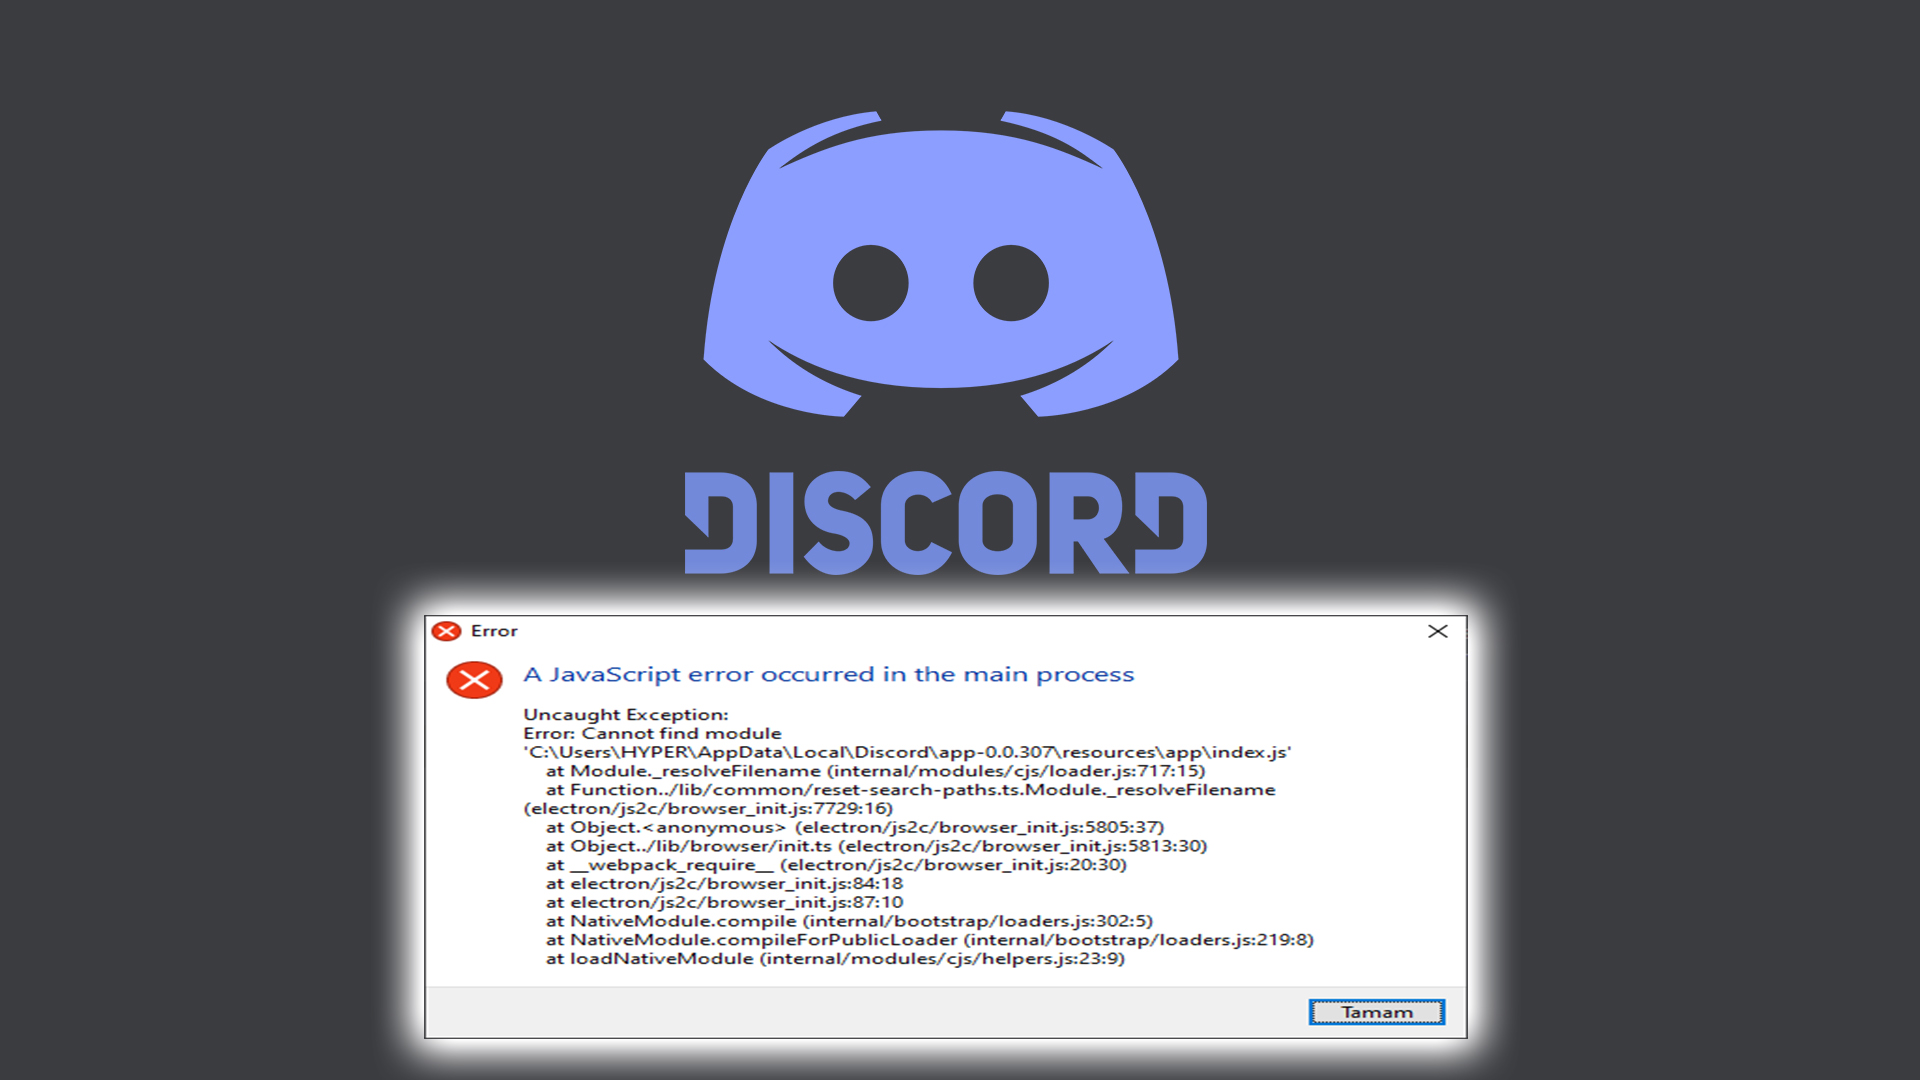 DISCORD
Error
A JavaScript error occurred in the main process
Uncaught Exception:
Error: Cannot find module
'C:\Users\HYPER\AppData\Local\Discord\app-0.0.307\resources\app\index.js'
at Module._resolveFilename (internal/modules/cjs/loader.js:717:15)
at Function../lib/common/reset-search-paths.ts.Module._resolveFilename
(electron/js2c/browser_init.js:7729:16)
at Object.<anonymous> (electron/js2c/browser_init.js:5805:37)
at Object../lib/browser/init.ts (electron/js2c/browser_init.js:5813:30)
at __webpack_require__ (electron/js2c/browser_init.js:20:30)
at electron/js2c/browser_init.js:84:18
at electron/js2c/browser_init.js:87:10
at NativeModule.compile (internal/bootstrap/loaders.js:302:5)
at NativeModule.compileForPublicLoader (internal/bootstrap/loaders.js:219:8)
at loadNativeModule (internal/modules/cjs/helpers.js:23:9)
Tamam